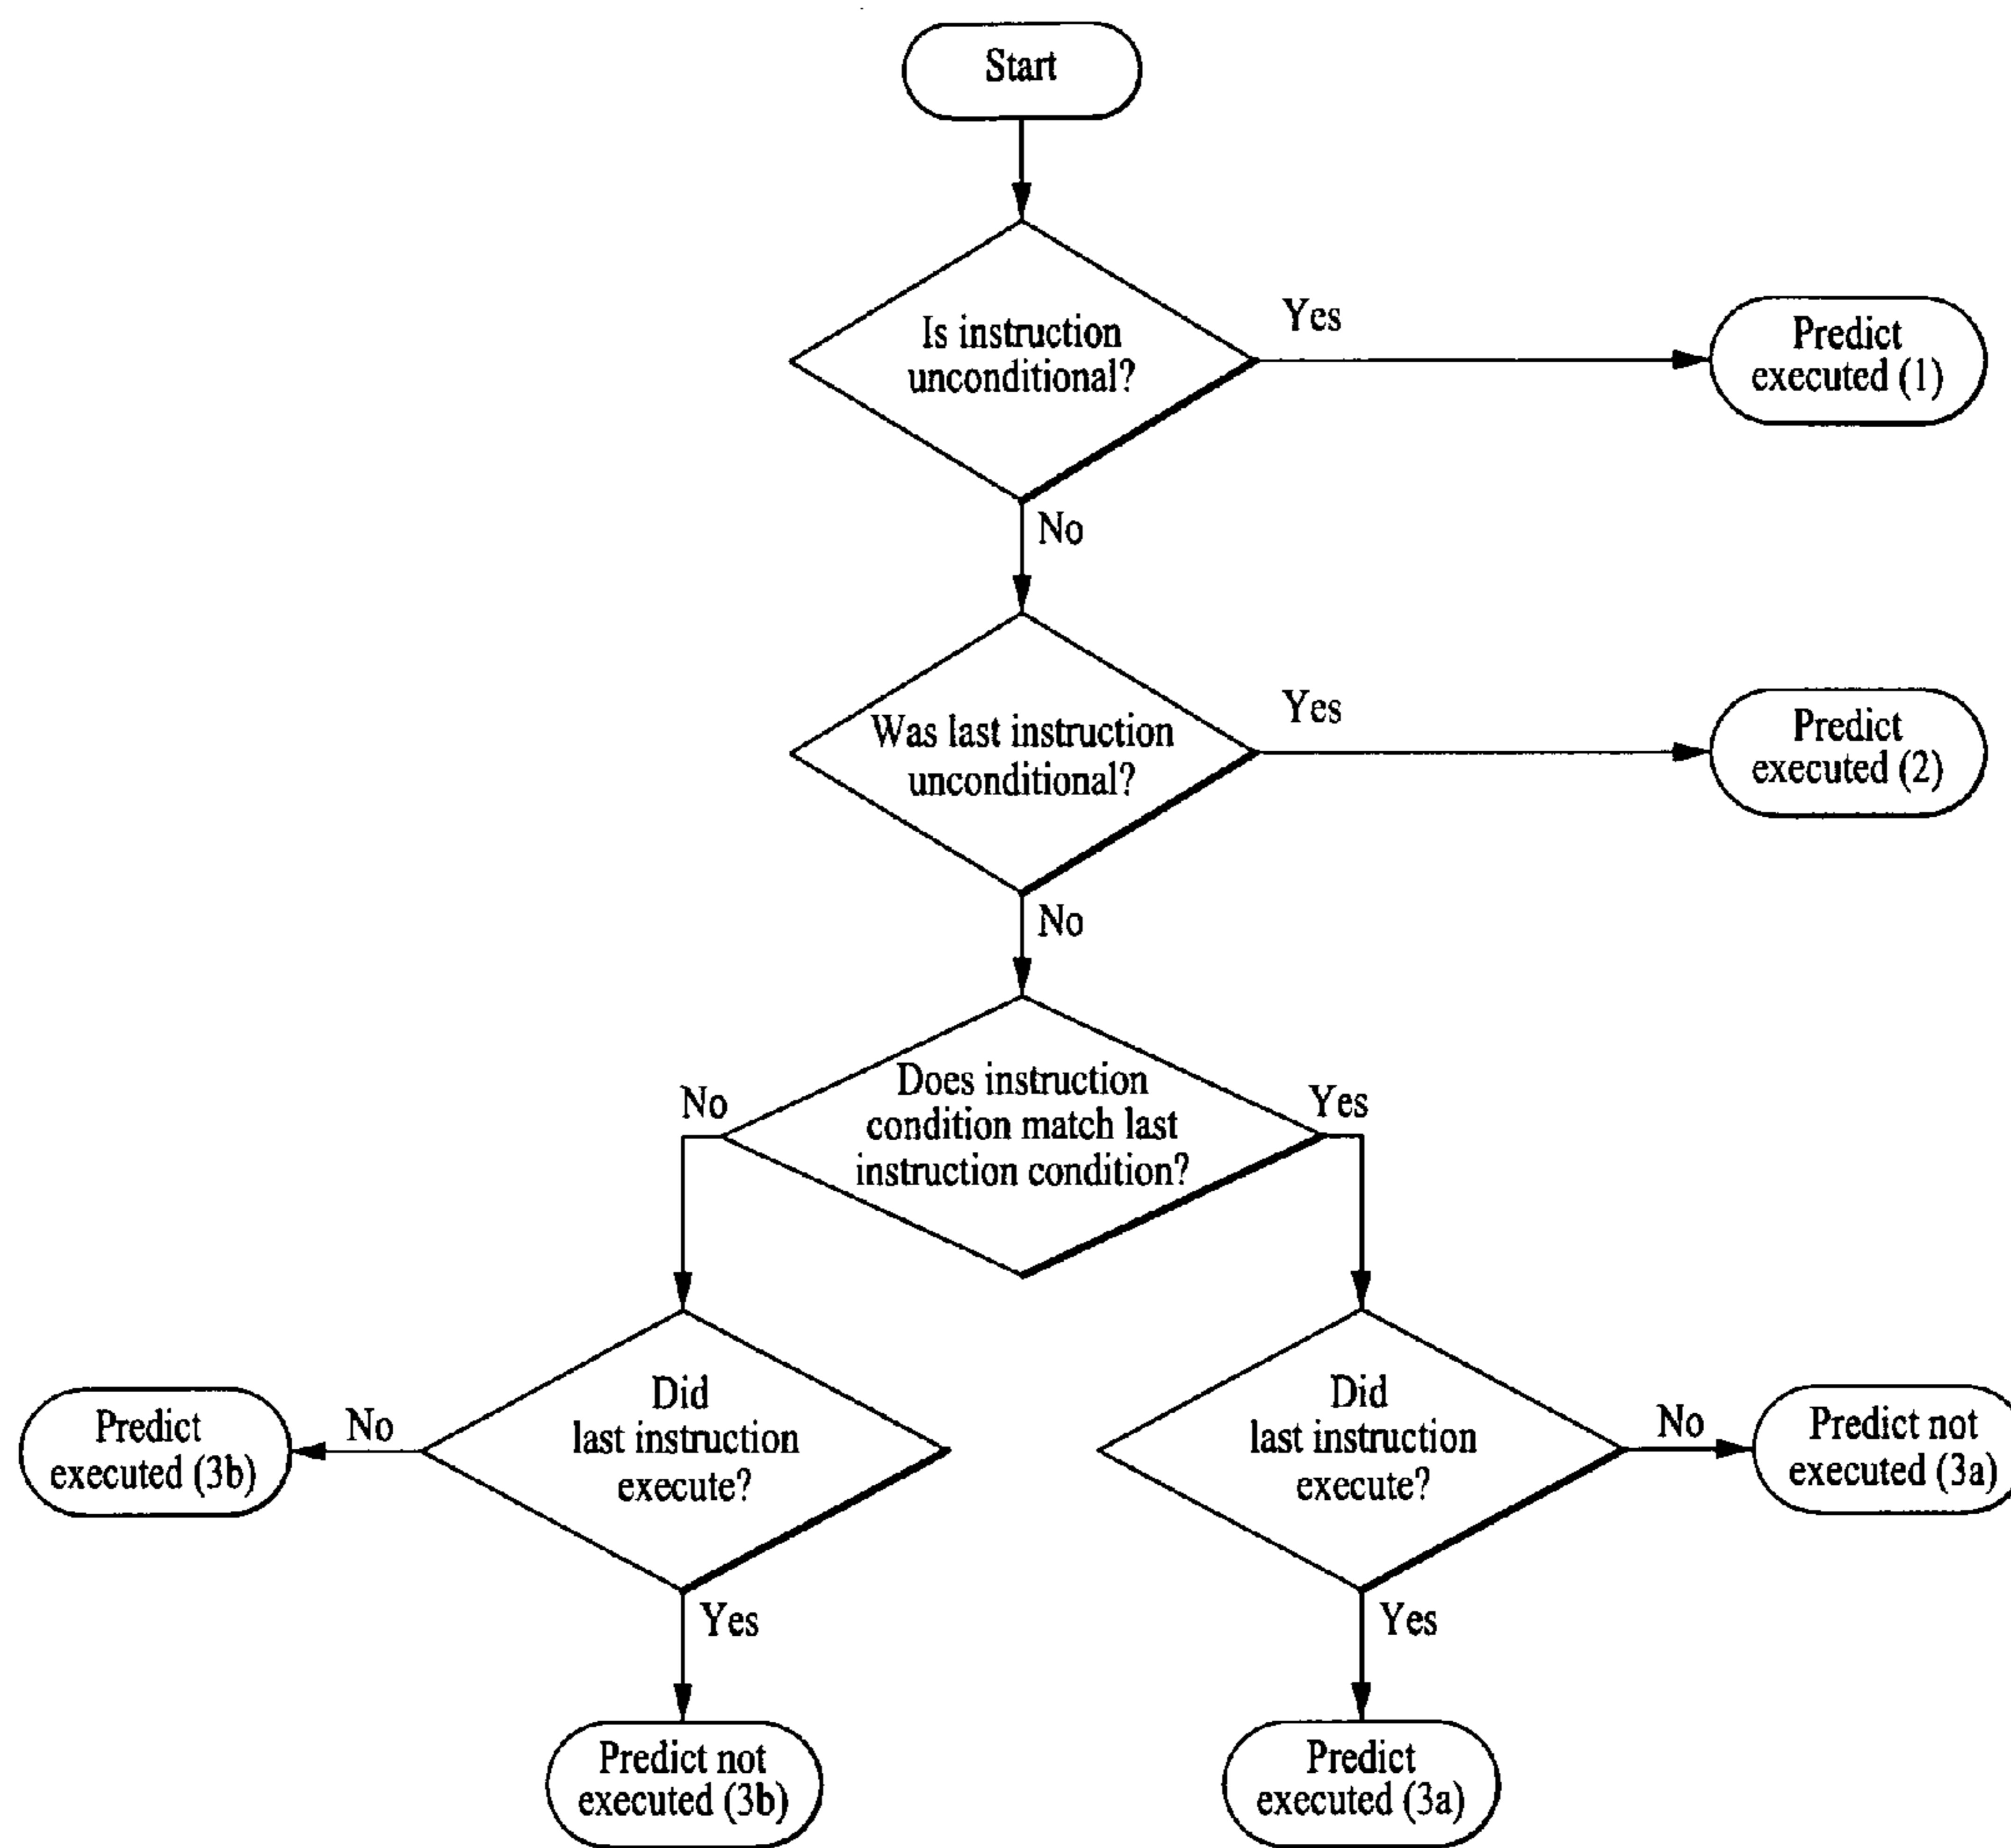 Start
Is instruction
unconditional?
Yes
Predict
executed (1)
No
Was last instruction
unconditional?
Yes
Predict
executed (2)
No
Does instruction
condition match last
instruction condition?
No
Yes
Did
last instruction
execute?
No
Predict
executed (3b)
Yes
Predict not
executed (3b)
Did
last instruction
execute?
No
Predict not
executed (3a)
Yes
Predict
executed (3a)